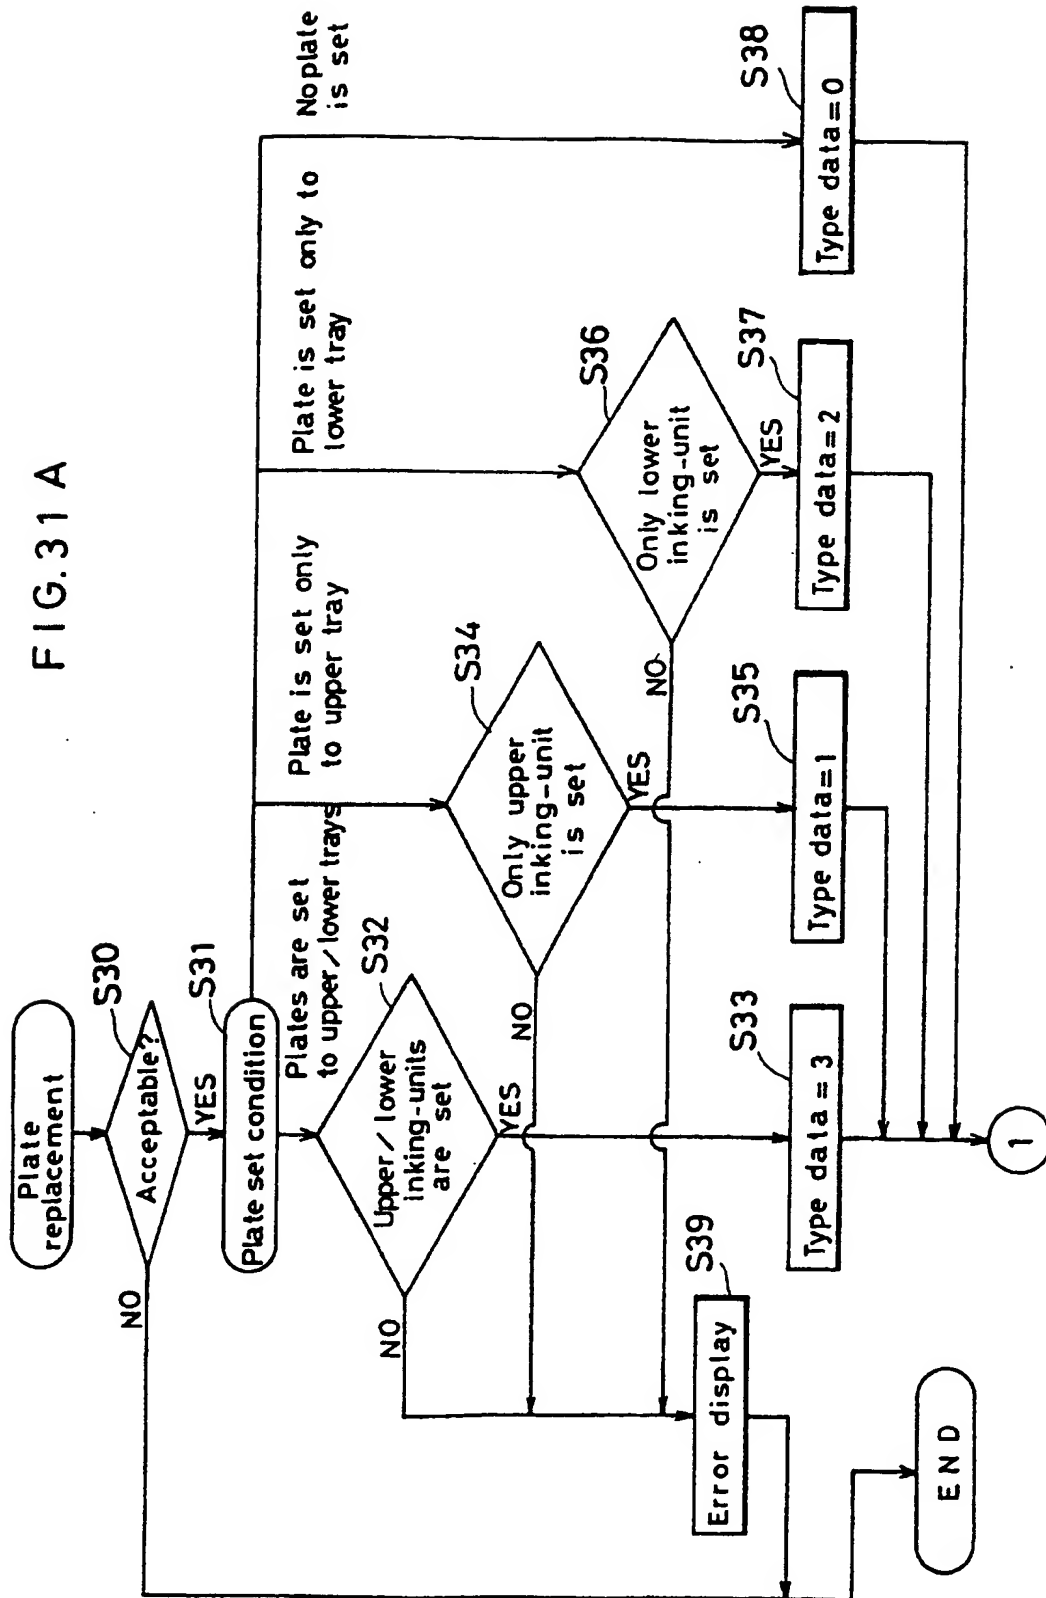 FIG.31 A
Plate
replacement
S30
Acceptable?
NO
YES
S31
Plate set condition
Plates are set
to upper/lower trays
Plate is set only
to upper tray
Plate is set only to
lower tray
Noplate
is set
S32
Upper/lower
inking-units
are set
NO
YES
S34
Only upper
inking-unit
is set
NO
YES
S36
Only lower
inking-unit
is set
NO
YES
S39
Error display
S33
Type data = 3
S35
Type data=1
S37
Type data=2
S38
Type data=0
END
1